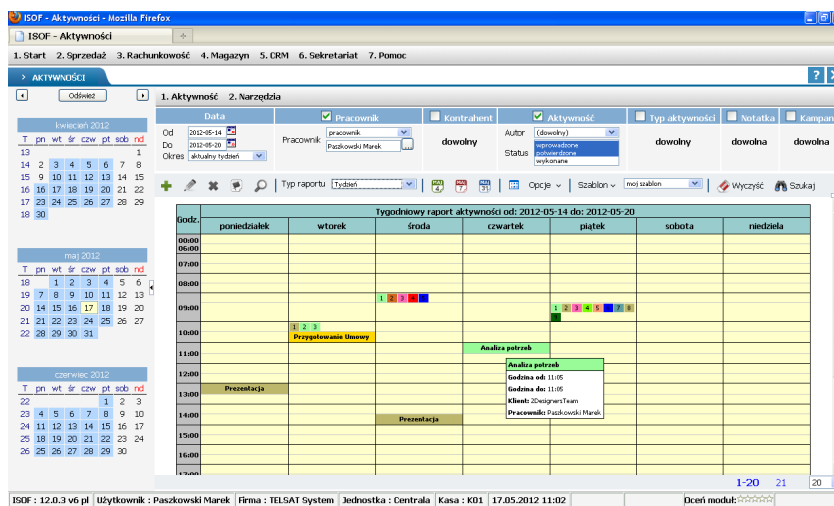 ISOF - Aktywności - Mozilla Firefox
ISOF - Aktywności
1. Start 2. Sprzedaż 3. Rachunkowość 4. Magazyn 5. CRM 6. Sekretariat 7. Pomoc
> AKTYWNOŚCI ?
Odśwież 1. Aktywność 2. Narzędzia
Data Pracownik Kontrahent Aktywność Typ aktywności Notatka Kampan
Od 2012-05-14
Do 2012-05-20
Okres aktualny tydzień
Pracownik pracownik
Paszkowski Marek ...
dowolny
Autor (dowolny)
Status wprowadzone
potwierdzone
wykonane
dowolny dowolna dowolna
Typ raportu Tydzień 4 7 31 Opcje Szablon moj szablon Wyczyść Szukaj
kwiecień 2012
T pn wt śr czw pt sob nd
13 1
14 2 3 4 5 6 7 8
15 9 10 11 12 13 14 15
16 16 17 18 19 20 21 22
17 23 24 25 26 27 28 29
18 30
maj 2012
T pn wt śr czw pt sob nd
18 1 2 3 4 5 6
19 7 8 9 10 11 12 13
20 14 15 16 17 18 19 20
21 21 22 23 24 25 26 27
22 28 29 30 31
czerwiec 2012
T pn wt śr czw pt sob nd
22 1 2 3
23 4 5 6 7 8 9 10
24 11 12 13 14 15 16 17
25 18 19 20 21 22 23 24
26 25 26 27 28 29 30
Godz. Tygodniowy raport aktywności od: 2012-05-14 do: 2012-05-20
poniedziałek wtorek środa czwartek piątek sobota niedziela
00:00
06:00
07:00
08:00
1 2 3 4 5
09:00 1 2 3 4 5 6 7 8
9
10:00 1 2 3
Przygotowanie Umowy
11:00 Analiza potrzeb
Analiza potrzeb
Godzina od: 11:05
Godzina do: 11:05
Klient: 2DesignersTeam
Pracownik: Paszkowski Marek
12:00
13:00 Prezentacja
14:00 Prezentacja
15:00
16:00
17:00
1-20 21 20
ISOF : 12.0.3 v6 pl Użytkownik : Paszkowski Marek Firma : TELSAT System Jednostka : Centrala Kasa : K01 17.05.2012 11:02 Oceń moduł: